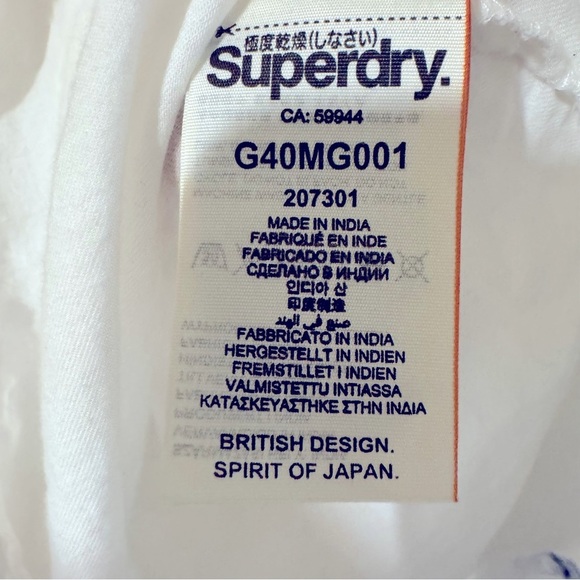 極度乾燥(しなさい)
Superdry.
CA: 59944
G40MG001
207301
MADE IN INDIA
FABRIQUÉ EN INDE
FABRICADO EN INDIA
СДЕЛАНО В ИНДИИ
인디아 산
印度制造
صنع في الهند
FABBRICATO IN INDIA
HERGESTELLT IN INDIEN
FREMSTILLET I INDIEN
VALMISTETTU INTIASSA
ΚΑΤΑΣΚΕΥΑΣΤΗΚΕ ΣΤΗΝ ΙΝΔΙΑ
BRITISH DESIGN.
SPIRIT OF JAPAN.